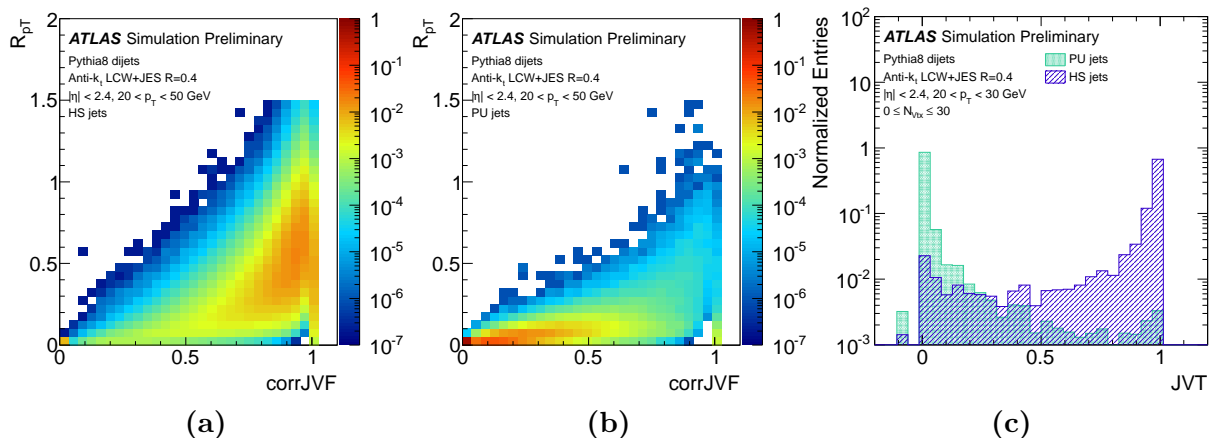 R_pT
2
1.5
1
0.5
0
0
0.5
1
corrJVF
ATLAS Simulation Preliminary
Pythia8 dijets
Anti-k_t LCW+JES R=0.4
|η| < 2.4, 20 < p_T < 50 GeV
HS jets
1
10^-1
10^-2
10^-3
10^-4
10^-5
10^-6
10^-7
(a)
R_pT
2
1.5
1
0.5
0
0
0.5
1
corrJVF
ATLAS Simulation Preliminary
Pythia8 dijets
Anti-k_t LCW+JES R=0.4
|η| < 2.4, 20 < p_T < 50 GeV
PU jets
1
10^-1
10^-2
10^-3
10^-4
10^-5
10^-6
10^-7
(b)
Normalized Entries
10^2
10
1
10^-1
10^-2
10^-3
0
0.5
1
JVT
ATLAS Simulation Preliminary
Pythia8 dijets
Anti-k_t LCW+JES R=0.4
|η| < 2.4, 20 < p_T < 30 GeV
0 ≤ N_Vtx ≤ 30
PU jets
HS jets
(c)